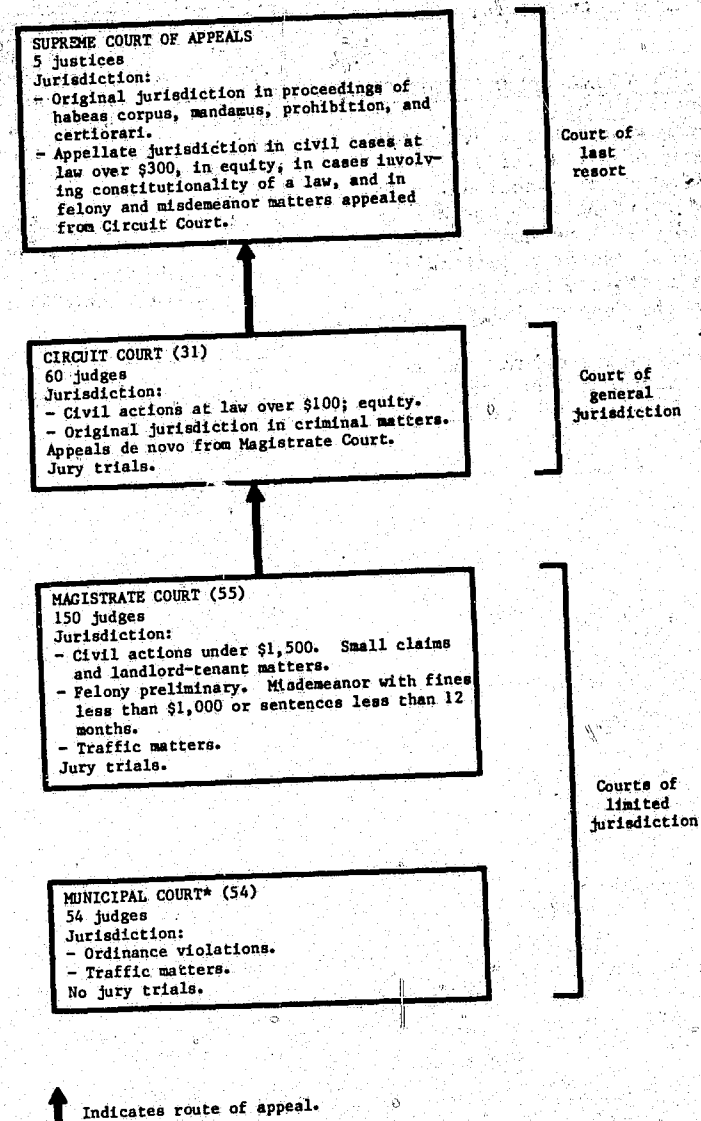 SUPREME COURT OF APPEALS
5 justices
Jurisdiction:
- Original jurisdiction in proceedings of
habeas corpus, mandamus, prohibition, and
certiorari.
- Appellate jurisdiction in civil cases at
law over $300, in equity, in cases involv-
ing constitutionality of a law, and in
felony and misdemeanor matters appealed
from Circuit Court.
Court of
last
resort
CIRCUIT COURT (31)
60 judges
Jurisdiction:
- Civil actions at law over $100; equity.
- Original jurisdiction in criminal matters.
Appeals de novo from Magistrate Court.
Jury trials.
Court of
general
jurisdiction
MAGISTRATE COURT (55)
150 judges
Jurisdiction:
- Civil actions under $1,500. Small claims
and landlord-tenant matters.
- Felony preliminary. Misdemeanor with fines
less than $1,000 or sentences less than 12
months.
- Traffic matters.
Jury trials.
Courts of
limited
jurisdiction
MUNICIPAL COURT* (54)
54 judges
Jurisdiction:
- Ordinance violations.
- Traffic matters.
No jury trials.
Indicates route of appeal.